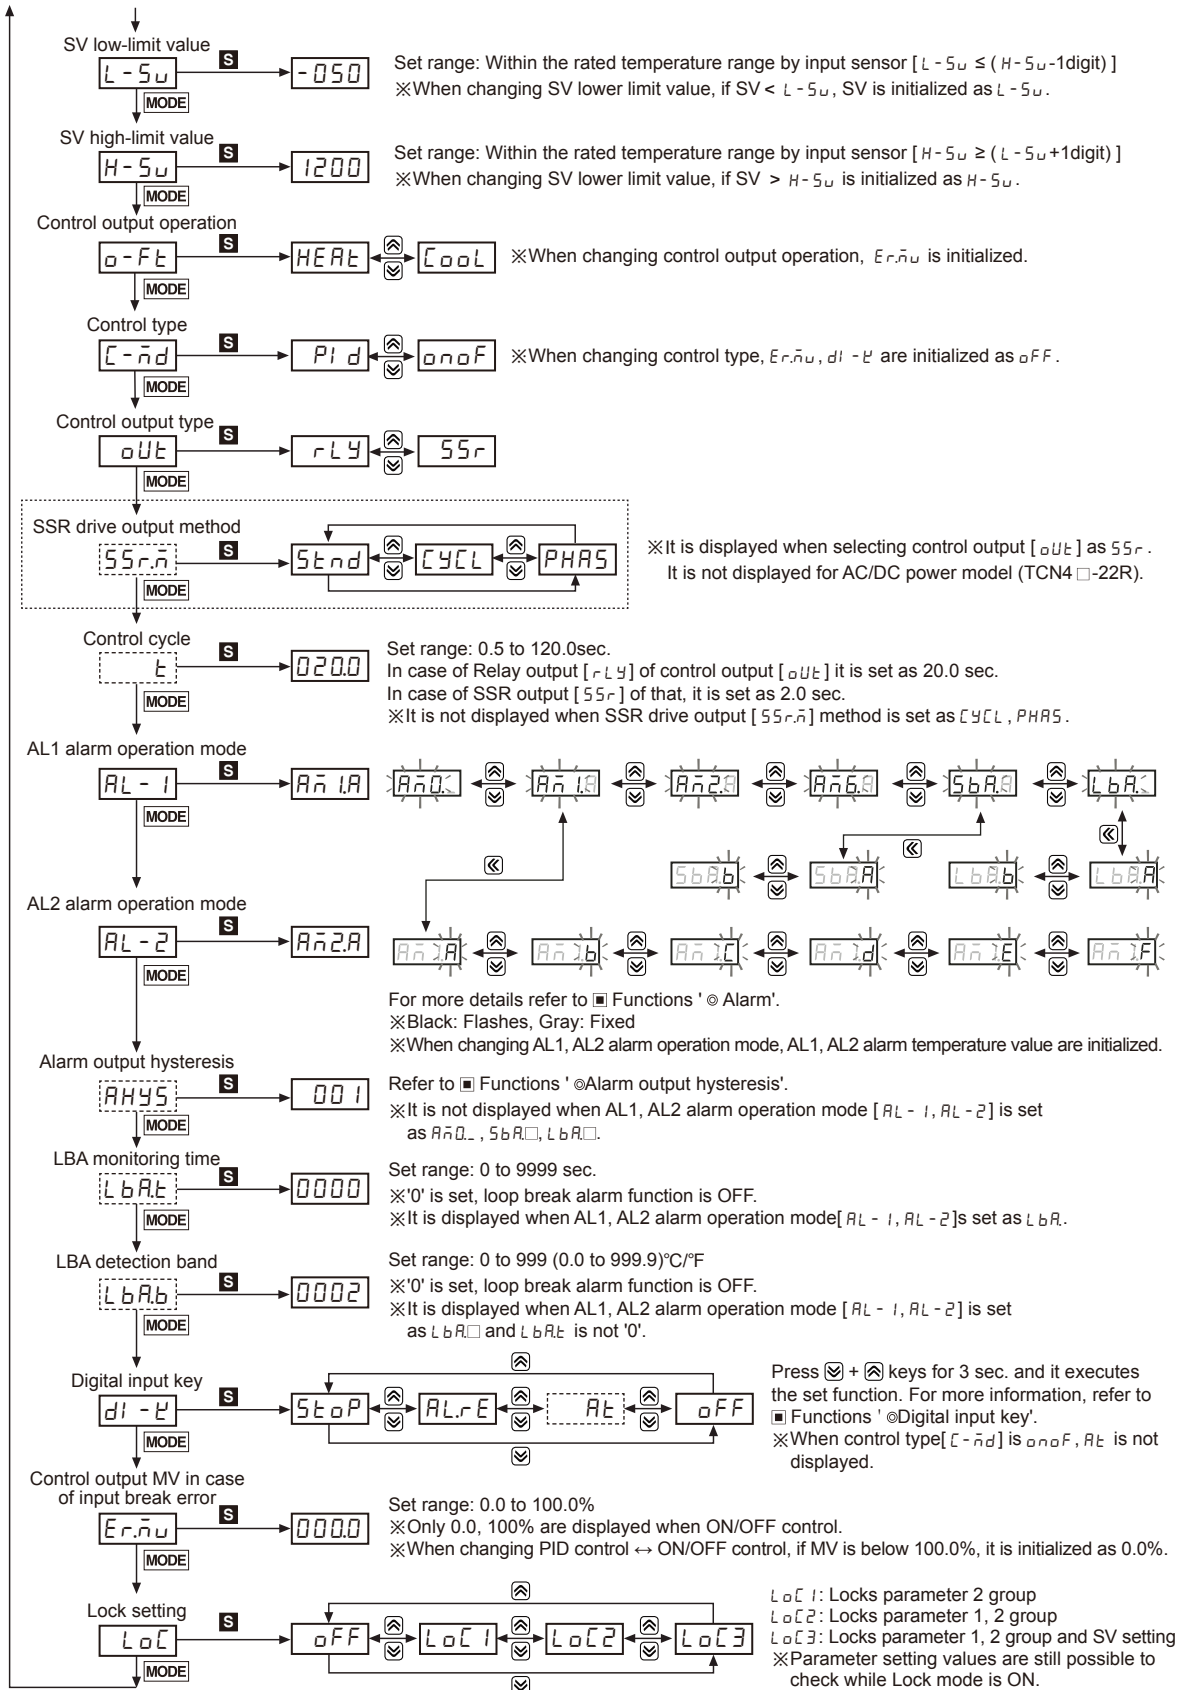 SV low-limit value
L-Sv
S
-050
MODE
Set range: Within the rated temperature range by input sensor [ L-Sv ≤ ( H-Sv-1digit) ]
※When changing SV lower limit value, if SV < L-Sv, SV is initialized as L-Sv.
SV high-limit value
H-Sv
S
1200
MODE
Set range: Within the rated temperature range by input sensor [ H-Sv ≥ ( L-Sv+1digit) ]
※When changing SV lower limit value, if SV > H-Sv is initialized as H-Sv.
Control output operation
o-Ft
S
HEAt
CooL
MODE
※When changing control output operation, Er.mv is initialized.
Control type
C-md
S
PId
onoF
MODE
※When changing control type, Er.mv, dI-K are initialized as oFF.
Control output type
oUt
S
rLY
SSr
MODE
SSR drive output method
SSr.m
Stnd
CYCL
PHAS
MODE
※It is displayed when selecting control output [ oUt ] as SSr.
It is not displayed for AC/DC power model (TCN4 □-22R).
Control cycle
t
S
020.0
MODE
Set range: 0.5 to 120.0sec.
In case of Relay output [ rLY] of control output [ oUt ] it is set as 20.0 sec.
In case of SSR output [ SSr ] of that, it is set as 2.0 sec.
※It is not displayed when SSR drive output [ SSr.m ] method is set as CYCL , PHAS .
AL1 alarm operation mode
AL-1
S
Am1.A
MODE
Am0._
Am1.A
Am2.A
Am6.A
SbA.A
LbA._
SbA.b
SbA.A
LbA.b
LbA.A
AL2 alarm operation mode
AL-2
S
Am2.A
MODE
Am1.A
Am1.b
Am1.C
Am1.d
Am1.E
Am1.F
For more details refer to ▣ Functions ' ◎ Alarm'.
※Black: Flashes, Gray: Fixed
※When changing AL1, AL2 alarm operation mode, AL1, AL2 alarm temperature value are initialized.
Alarm output hysteresis
AHYS
S
001
MODE
Refer to ▣ Functions ' ◎Alarm output hysteresis'.
※It is not displayed when AL1, AL2 alarm operation mode [ AL-1, AL-2 ] is set
as Am0._ , SbA.□, LbA.□.
LBA monitoring time
LbA.t
S
0000
MODE
Set range: 0 to 9999 sec.
※'0' is set, loop break alarm function is OFF.
※It is displayed when AL1, AL2 alarm operation mode[ AL-1, AL-2 ]s set as LbA.
LBA detection band
LbA.b
S
0002
MODE
Set range: 0 to 999 (0.0 to 999.9)℃/℉
※'0' is set, loop break alarm function is OFF.
※It is displayed when AL1, AL2 alarm operation mode [ AL-1, AL-2 ] is set
as LbA.□ and LbA.t is not '0'.
Digital input key
dI-K
S
StoP
AL.rE
At
oFF
MODE
Press + keys for 3 sec. and it executes
the set function. For more information, refer to
▣ Functions ' ◎Digital input key'.
※When control type[ C-md] is onoF, At is not
displayed.
Control output MV in case
of input break error
Er.mv
S
000.0
MODE
Set range: 0.0 to 100.0%
※Only 0.0, 100% are displayed when ON/OFF control.
※When changing PID control ↔ ON/OFF control, if MV is below 100.0%, it is initialized as 0.0%.
Lock setting
LoC
S
oFF
LoC1
LoC2
LoC3
MODE
LoC1: Locks parameter 2 group
LoC2: Locks parameter 1, 2 group
LoC3: Locks parameter 1, 2 group and SV setting
※Parameter setting values are still possible to
check while Lock mode is ON.